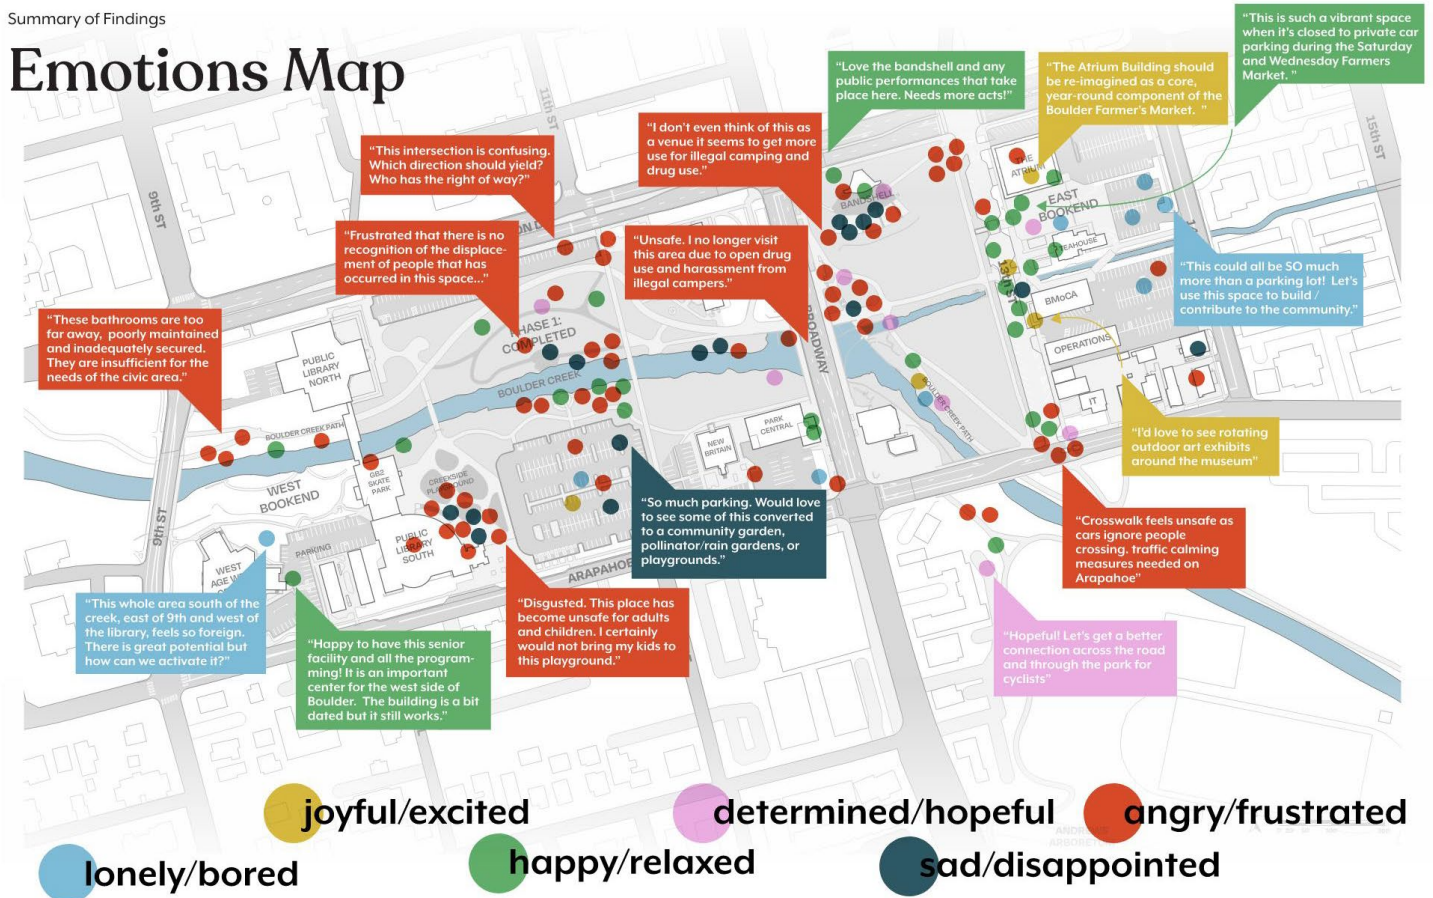 Summary of Findings
Emotions Map
11th ST
9th ST
15th ST
"This is such a vibrant space
when it's closed to private car
parking during the Saturday
and Wednesday Farmers
Market. "
"Love the bandshell and any
public performances that take
place here. Needs more acts!"
"The Atrium Building should
be re-imagined as a core,
year-round component of the
Boulder Farmer's Market.  "
"I don't even think of this as
a venue it seems to get more
use for illegal camping and
drug use."
"This intersection is confusing.
Which direction should yield?
Who has the right of way?"
"Frustrated that there is no
recognition of the displace-
ment of people that has
occurred in this space..."
"Unsafe. I no longer visit
this area due to open drug
use and harassment from
illegal campers."
THE
ATRIUM
BANDSHELL
EAST
BOOKEND
TEAHOUSE
13th ST
BMoCA
OPERATIONS
IT
"This could all be SO much
more than a parking lot!  Let's
use this space to build /
contribute to the community."
"These bathrooms are too
far away,  poorly maintained
and inadequately secured.
They are insufficient for the
needs of the civic area."
PHASE 1:
COMPLETED
PUBLIC
LIBRARY
NORTH
BROADWAY
BOULDER CREEK
BOULDER CREEK PATH
BOULDER CREEK PATH
PARK
CENTRAL
NEW
BRITAIN
"I'd love to see rotating
outdoor art exhibits
around the museum"
WEST
BOOKEND
GB2
SKATE
PARK
CREEKSIDE
PLAYGROUND
9th ST
PARKING
PUBLIC
LIBRARY
SOUTH
WEST
ARAPAHOE
"So much parking. Would love
to see some of this converted
to a community garden,
pollinator/rain gardens, or
playgrounds."
"Crosswalk feels unsafe as
cars ignore people
crossing. traffic calming
measures needed on
Arapahoe"
"This whole area south of the
creek, east of 9th and west of
the library, feels so foreign.
There is great potential but
how can we activate it?"
"Happy to have this senior
facility and all the program-
ming! It is an important
center for the west side of
Boulder.  The building is a bit
dated but it still works."
"Disgusted. This place has
become unsafe for adults
and children. I certainly
would not bring my kids to
this playground."
"Hopeful! Let's get a better
connection across the road
and through the park for
cyclists"
joyful/excited
determined/hopeful
angry/frustrated
lonely/bored
happy/relaxed
sad/disappointed